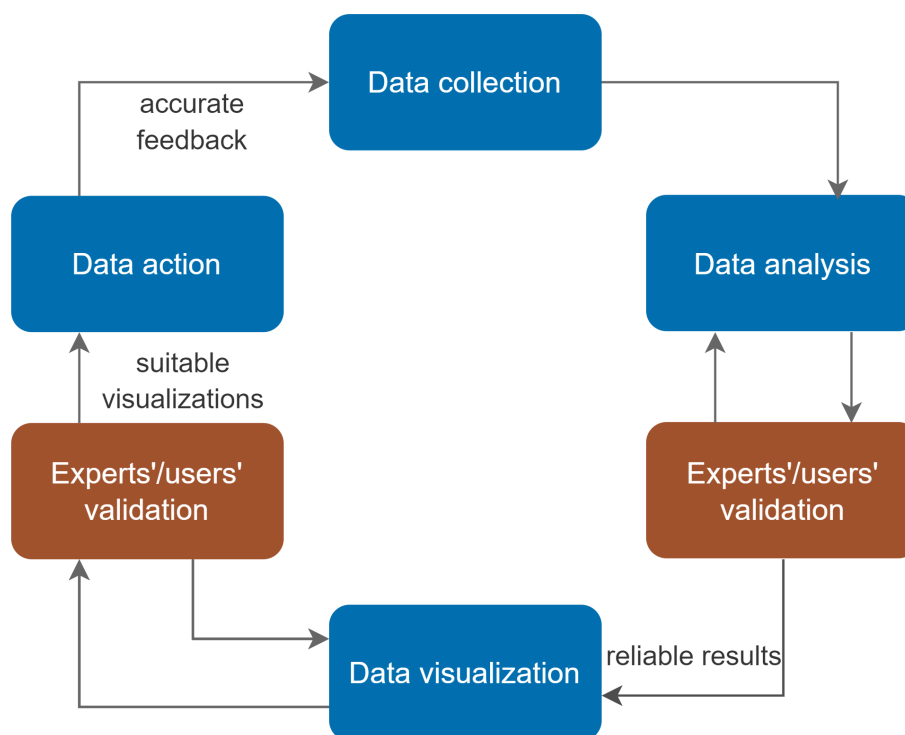 Data collection
accurate
feedback
Data action
Data analysis
suitable
visualizations
Experts'/users'
validation
Experts'/users'
validation
reliable results
Data visualization